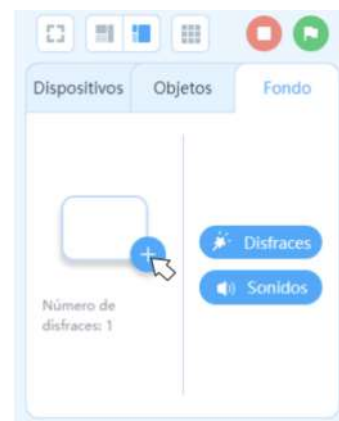 Dispositivos Objetos Fondo
Disfraces
Sonidos
Número de
disfraces: 1